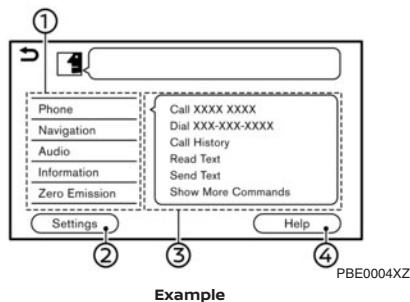 ①
Phone
Navigation
Audio
Information
Zero Emission
Call XXXX XXXX
Dial XXX-XXX-XXXX
Call History
Read Text
Send Text
Show More Commands
Settings
Help
②
③
④
PBE0004XZ
Example